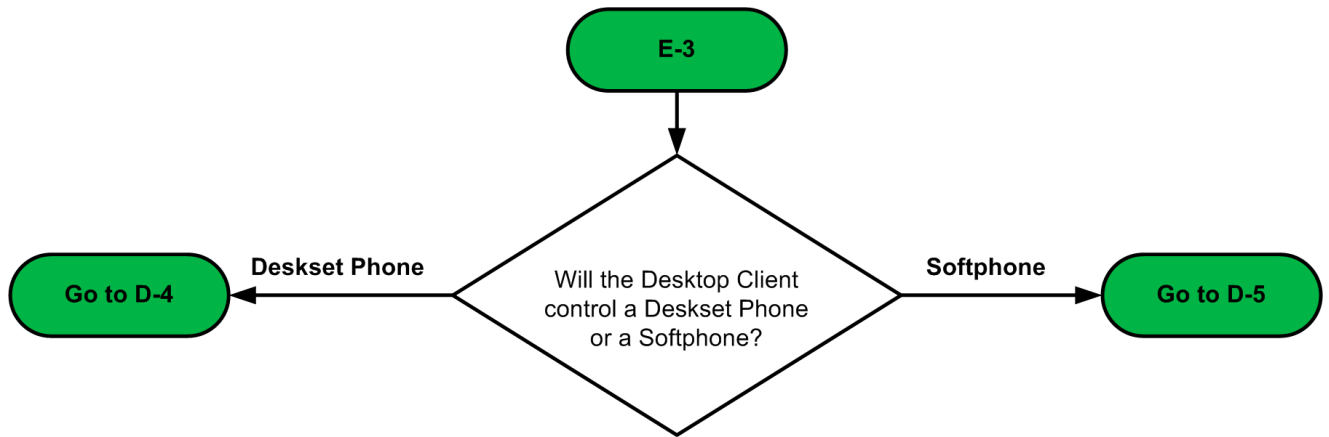 E-3
Deskset Phone
Softphone
Go to D-4
Will the Desktop Client
control a Deskset Phone
or a Softphone?
Go to D-5